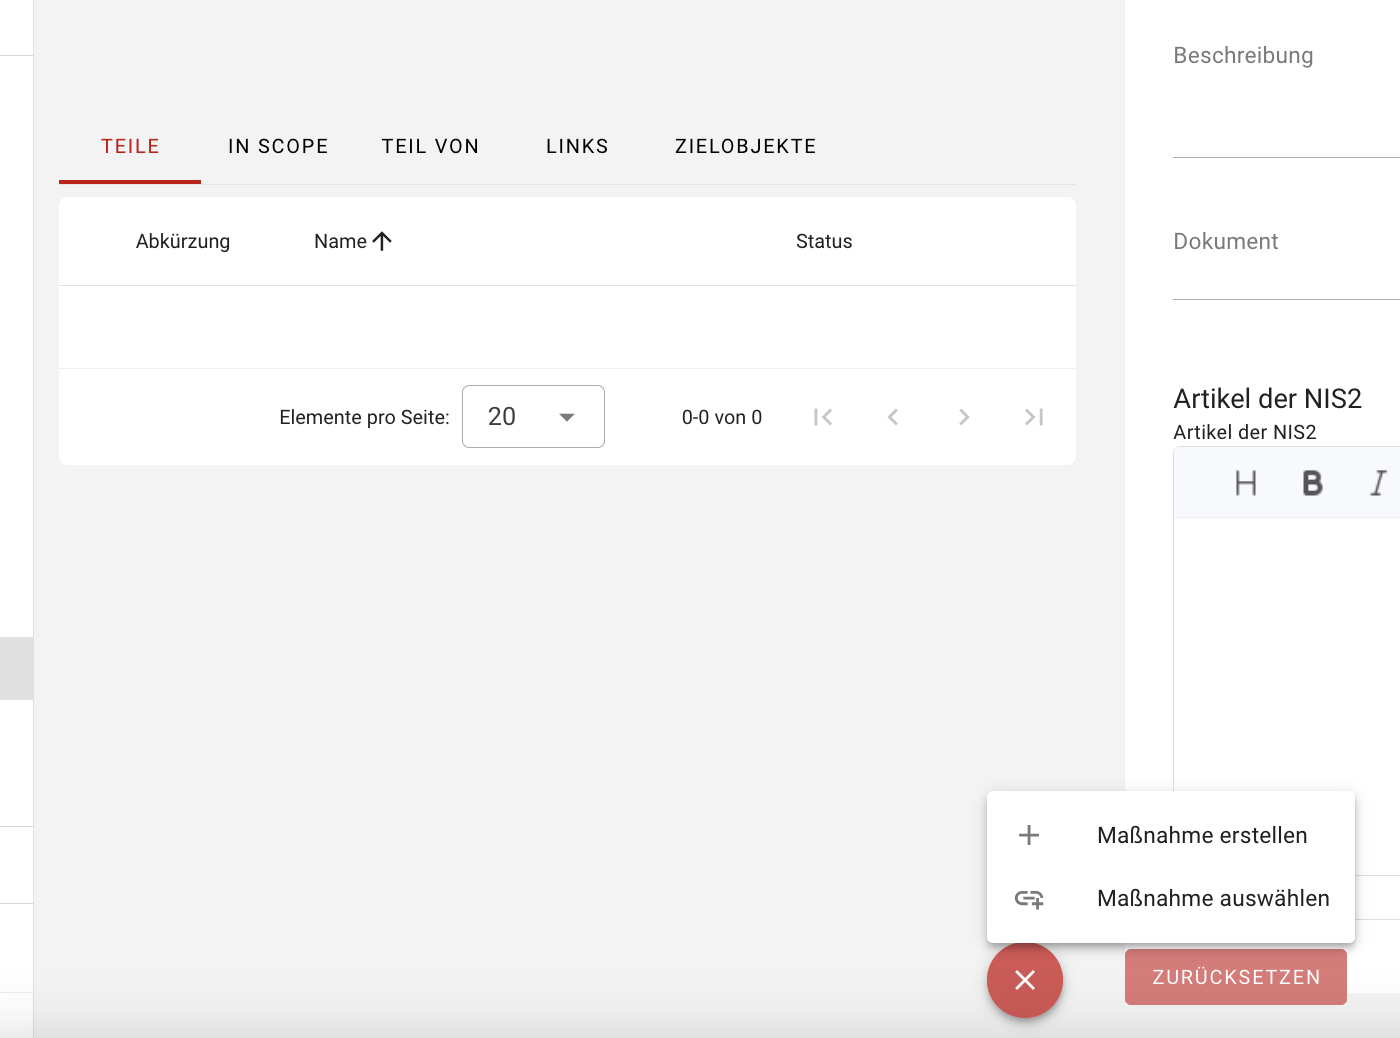 TEILE IN SCOPE TEIL VON LINKS ZIELOBJEKTE
Abkürzung Name Status
Elemente pro Seite: 20 0-0 von 0
Beschreibung
Dokument
Artikel der NIS2
Artikel der NIS2
H B I
Maßnahme erstellen
Maßnahme auswählen
ZURÜCKSETZEN